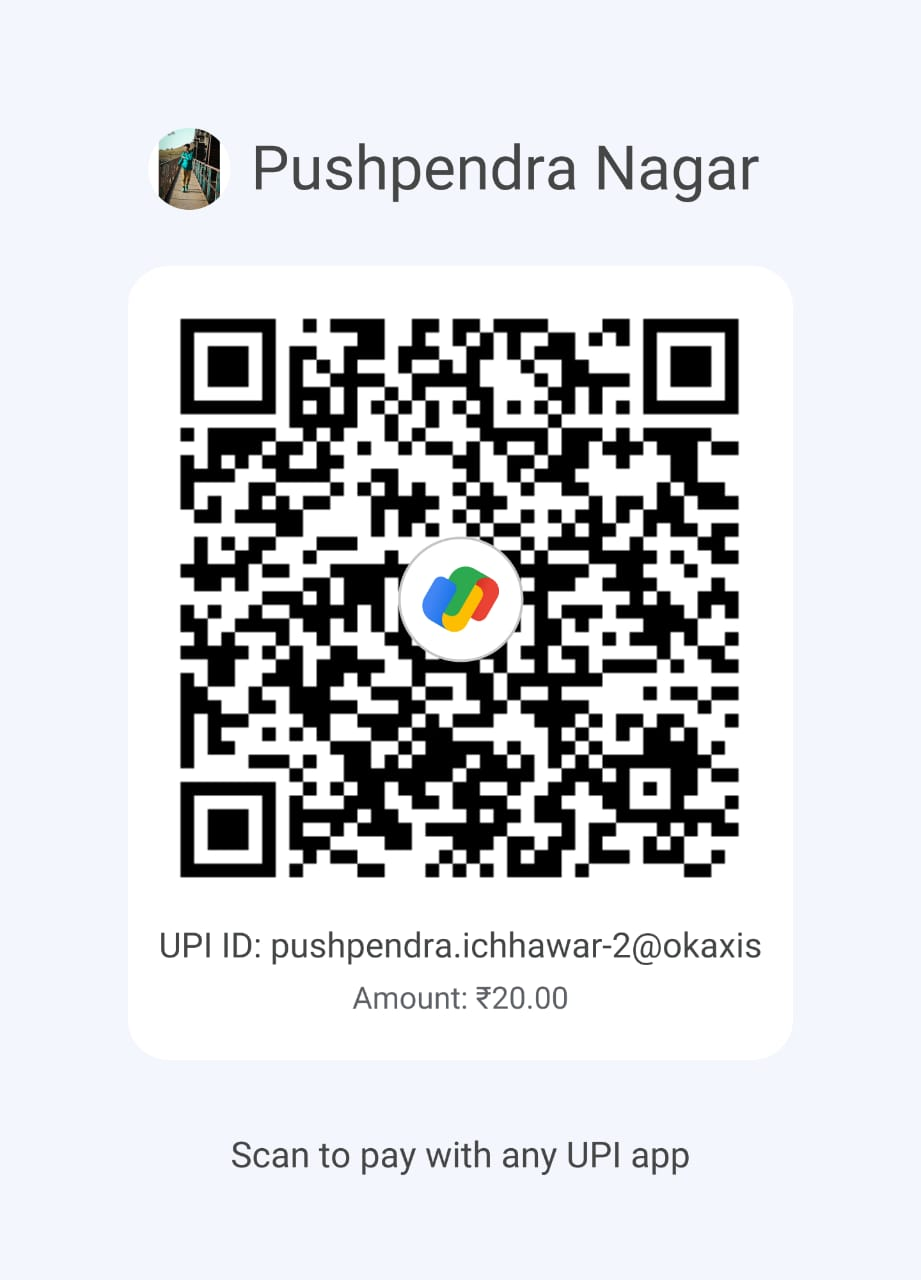 Pushpendra Nagar
UPI ID: pushpendra.ichhawar-2@okaxis
Amount: ₹20.00
Scan to pay with any UPI app